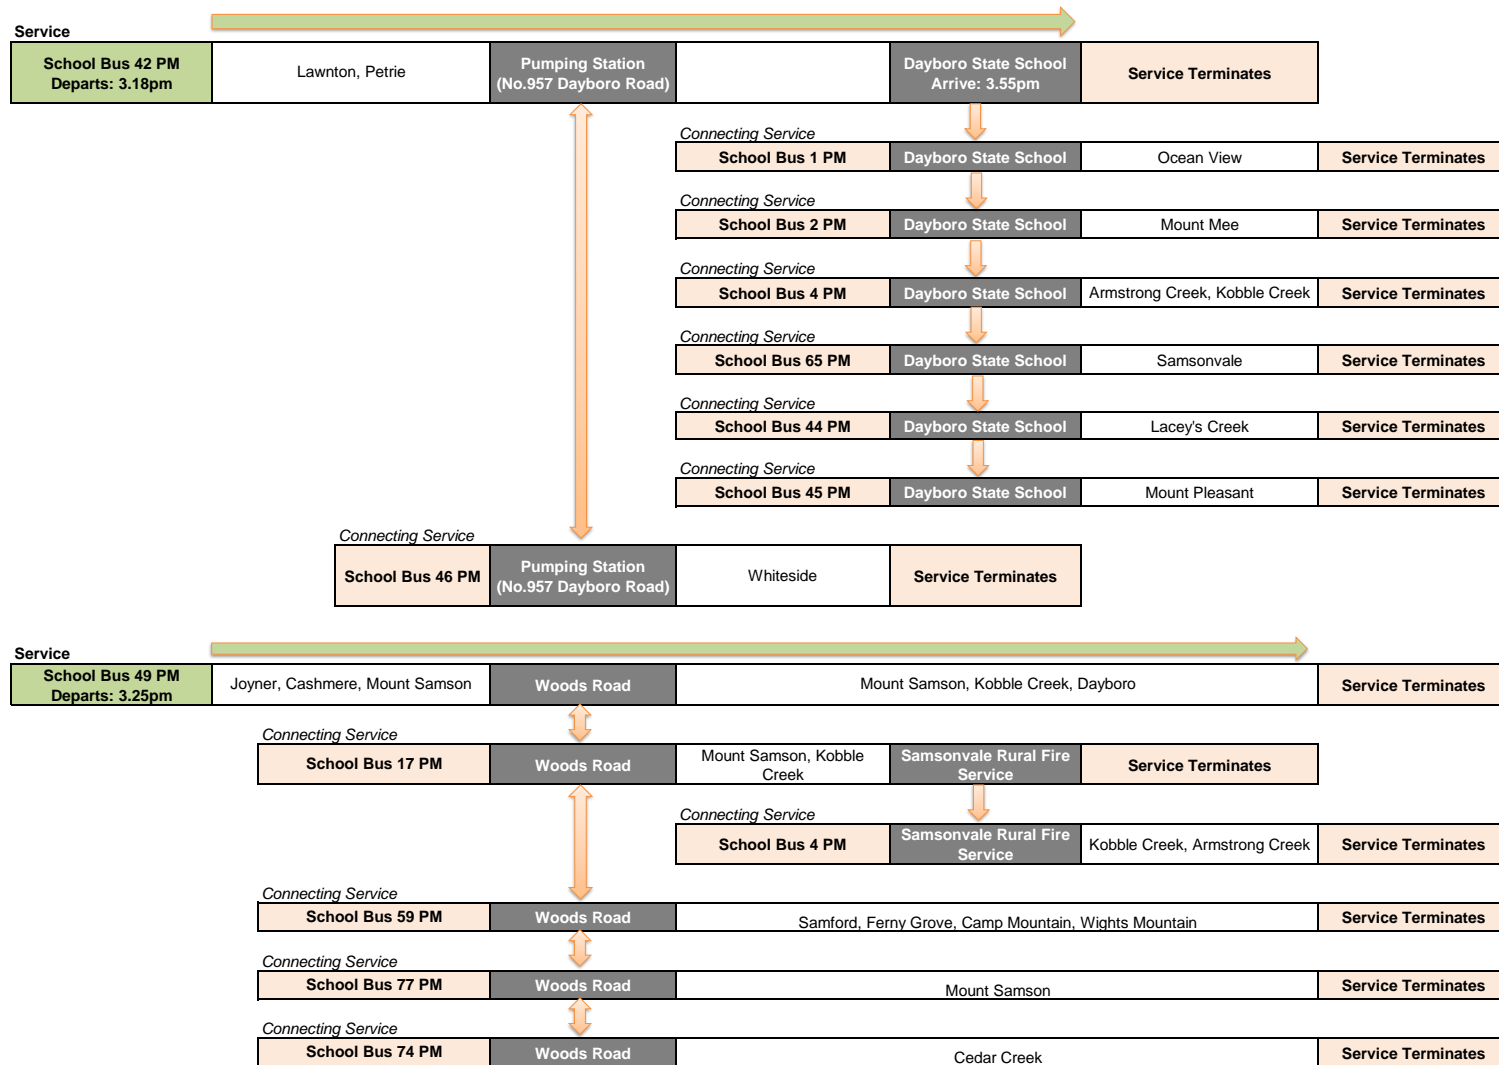 Service
School Bus 42 PM
Departs: 3.18pm
Lawnton, Petrie
Pumping Station
(No.957 Dayboro Road)
Dayboro State School
Arrive: 3.55pm
Service Terminates
Connecting Service
School Bus 1 PM
Dayboro State School
Ocean View
Service Terminates
Connecting Service
School Bus 2 PM
Dayboro State School
Mount Mee
Service Terminates
Connecting Service
School Bus 4 PM
Dayboro State School
Armstrong Creek, Kobble Creek
Service Terminates
Connecting Service
School Bus 65 PM
Dayboro State School
Samsonvale
Service Terminates
Connecting Service
School Bus 44 PM
Dayboro State School
Lacey's Creek
Service Terminates
Connecting Service
School Bus 45 PM
Dayboro State School
Mount Pleasant
Service Terminates
Connecting Service
School Bus 46 PM
Pumping Station
(No.957 Dayboro Road)
Whiteside
Service Terminates
Service
School Bus 49 PM
Departs: 3.25pm
Joyner, Cashmere, Mount Samson
Woods Road
Mount Samson, Kobble Creek, Dayboro
Service Terminates
Connecting Service
School Bus 17 PM
Woods Road
Mount Samson, Kobble
Creek
Samsonvale Rural Fire
Service
Service Terminates
Connecting Service
School Bus 4 PM
Samsonvale Rural Fire
Service
Kobble Creek, Armstrong Creek
Service Terminates
Connecting Service
School Bus 59 PM
Woods Road
Samford, Ferny Grove, Camp Mountain, Wights Mountain
Service Terminates
Connecting Service
School Bus 77 PM
Woods Road
Mount Samson
Service Terminates
Connecting Service
School Bus 74 PM
Woods Road
Cedar Creek
Service Terminates